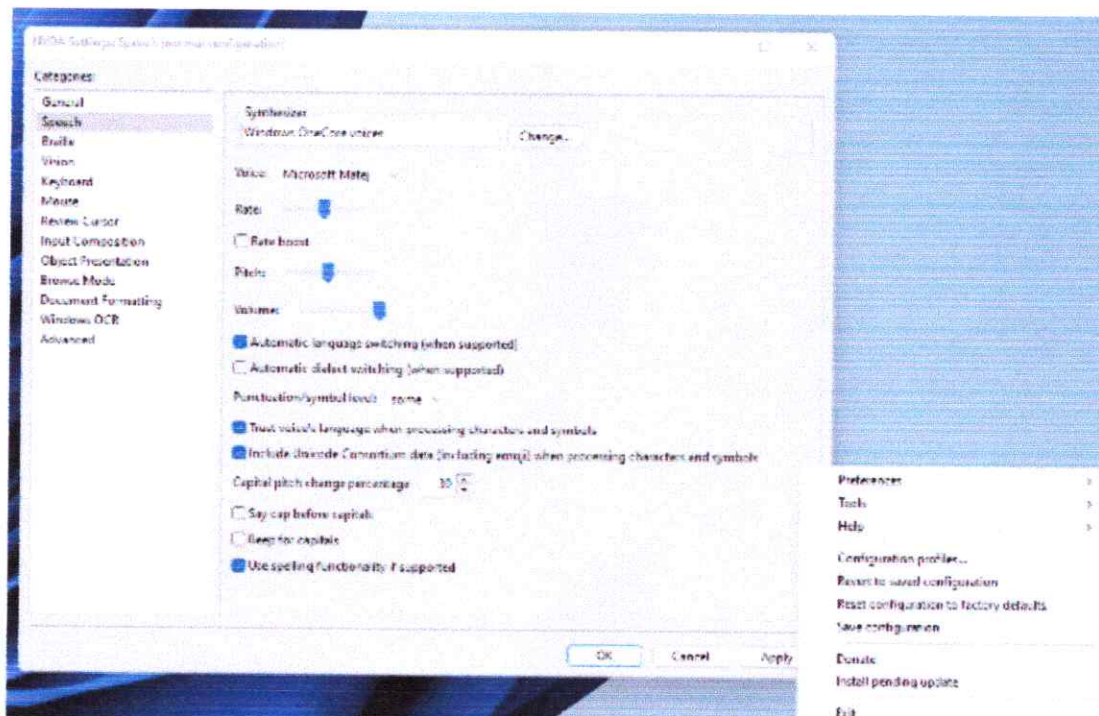 NVDA Settings: Speech (normal configuration)
Categories:
General
Speech
Braille
Vision
Keyboard
Mouse
Review Cursor
Input Composition
Object Presentation
Browse Mode
Document Formatting
Windows OCR
Advanced
Synthesizer
Windows OneCore voices
Change...
Voice: Microsoft Matej
Rate:
Rate boost
Pitch:
Volume:
Automatic language switching (when supported)
Automatic dialect switching (when supported)
Punctuation/symbol level: some
Trust voice's language when processing characters and symbols
Include Unicode Consortium data (including emoji) when processing characters and symbols
Capital pitch change percentage 30
Say cap before capitals
Beep for capitals
Use spelling functionality if supported
OK Cancel Apply
Preferences
Tools
Help
Configuration profiles...
Revert to saved configuration
Reset configuration to factory defaults
Save configuration
Donate
Install pending update
Exit